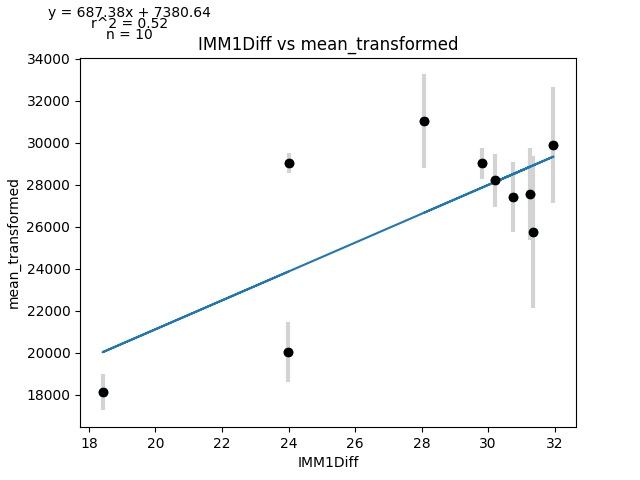 y = 687.38x + 7380.64
r^2 = 0.52
n = 10
IMM1Diff vs mean_transformed
34000
32000
30000
28000
26000
24000
22000
20000
18000
mean_transformed
18 20 22 24 26 28 30 32
IMM1Diff